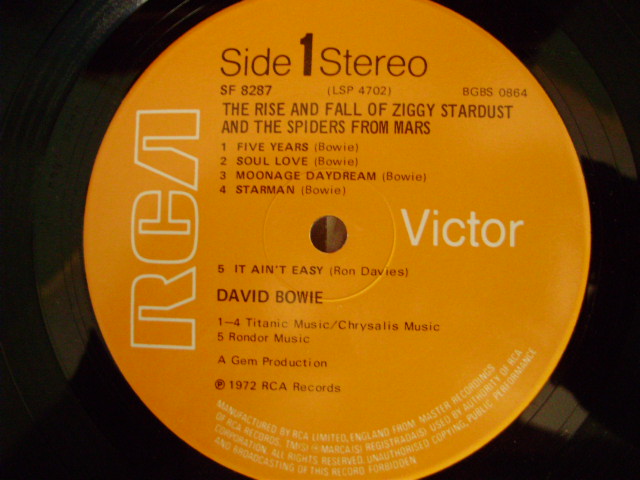 Side 1 Stereo
SF 8287 (LSP 4702) BGBS 0864
THE RISE AND FALL OF ZIGGY STARDUST
AND THE SPIDERS FROM MARS
1 FIVE YEARS (Bowie)
2 SOUL LOVE (Bowie)
3 MOONAGE DAYDREAM (Bowie)
4 STARMAN (Bowie)
RCA
Victor
5 IT AIN'T EASY (Ron Davies)
DAVID BOWIE
1–4 Titanic Music/Chrysalis Music
5 Rondor Music
A Gem Production
℗ 1972 RCA Records
MANUFACTURED BY RCA LIMITED, ENGLAND FROM MASTER RECORDINGS
OF RCA RECORDS. TM(S) ® MARCA(S) REGISTRADA(S) USED BY AUTHORITY OF RCA
CORPORATION. ALL RIGHTS RESERVED. UNAUTHORISED COPYING, PUBLIC PERFORMANCE
AND BROADCASTING OF THIS RECORD FORBIDDEN.